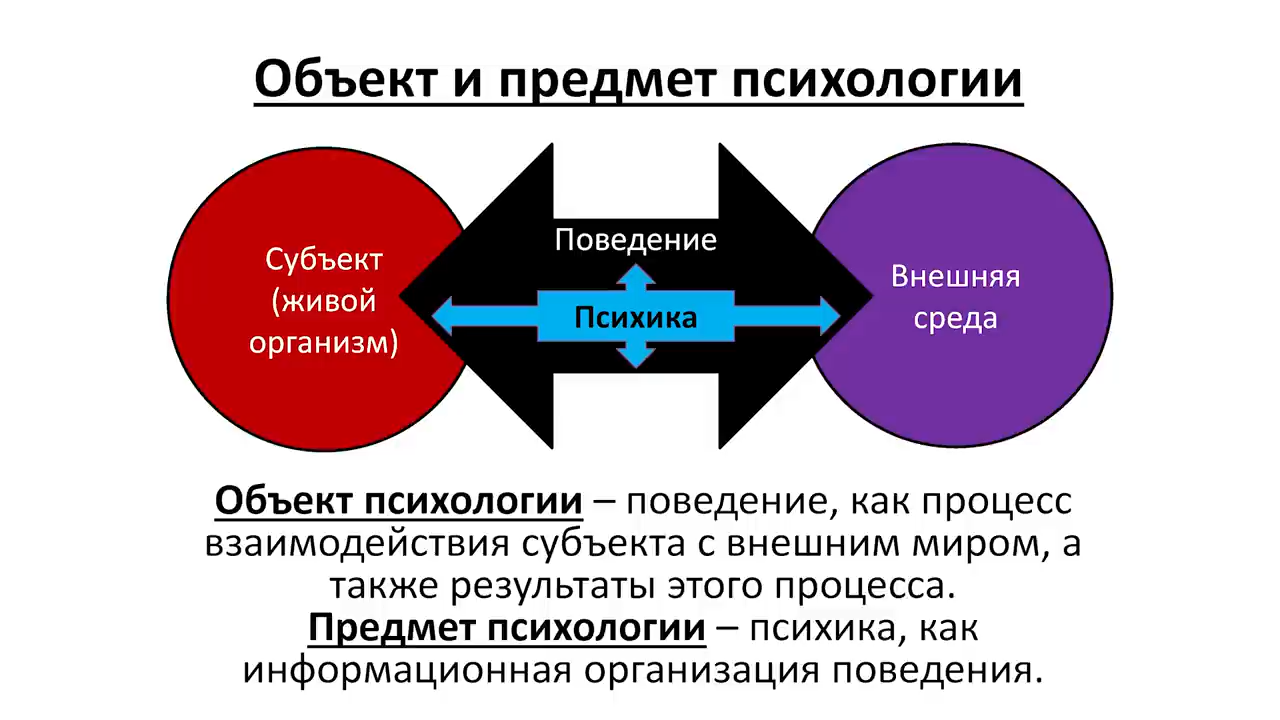 Объект и предмет психологии
Субъект
(живой
организм)
Поведение
Психика
Внешняя
среда
Объект психологии – поведение, как процесс
взаимодействия субъекта с внешним миром, а
также результаты этого процесса.
Предмет психологии – психика, как
информационная организация поведения.